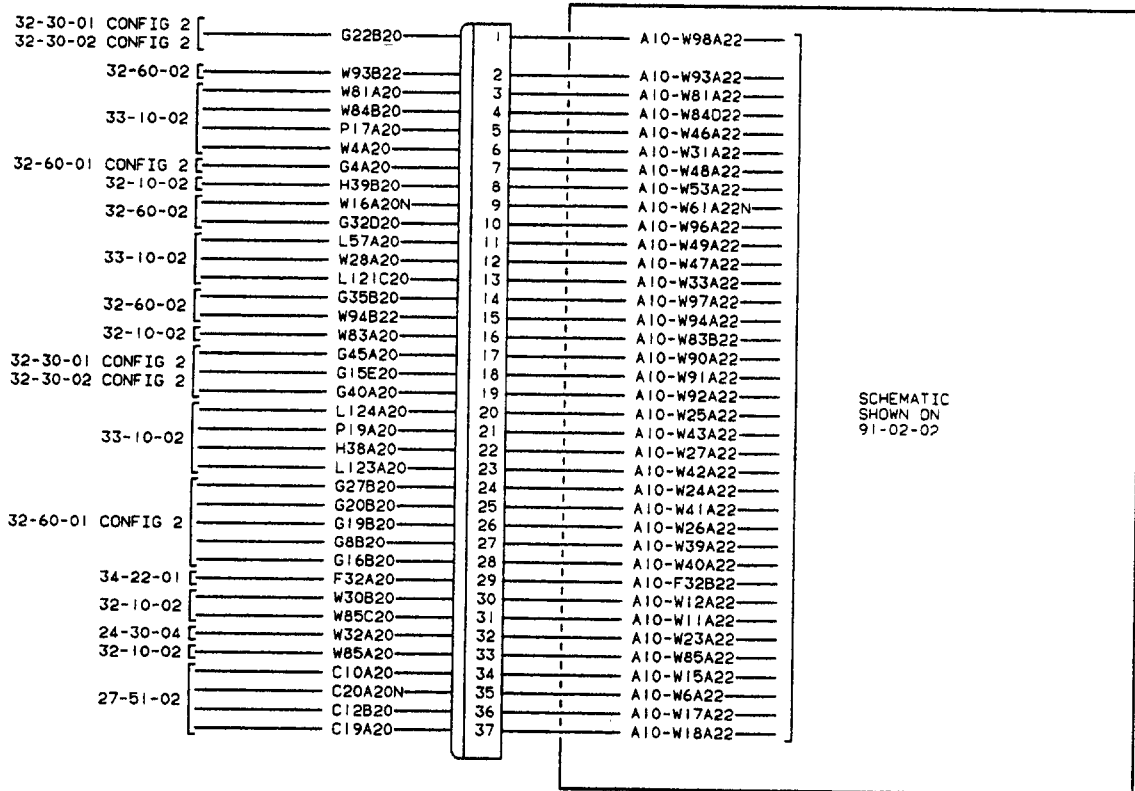 32-30-01 CONFIG 2
32-30-02 CONFIG 2
G22B20 1 A10-W98A22
32-60-02 W93B22 2 A10-W93A22
W81A20 3 A10-W81A22
W84B20 4 A10-W84D22
33-10-02
P17A20 5 A10-W46A22
W4A20 6 A10-W31A22
32-60-01 CONFIG 2 G4A20 7 A10-W48A22
32-10-02 H39B20 8 A10-W53A22
32-60-02
W16A20N 9 A10-W61A22N
G32D20 10 A10-W96A22
L57A20 11 A10-W49A22
33-10-02 W28A20 12 A10-W47A22
L121C20 13 A10-W33A22
32-60-02
G35B20 14 A10-W97A22
W94B22 15 A10-W94A22
32-10-02 W83A20 16 A10-W83B22
32-30-01 CONFIG 2
32-30-02 CONFIG 2
G45A20 17 A10-W90A22
G15E20 18 A10-W91A22
G40A20 19 A10-W92A22
L124A20 20 A10-W25A22
33-10-02
P19A20 21 A10-W43A22
H38A20 22 A10-W27A22
L123A20 23 A10-W42A22
G27B20 24 A10-W24A22
G20B20 25 A10-W41A22
32-60-01 CONFIG 2 G19B20 26 A10-W26A22
G8B20 27 A10-W39A22
G16B20 28 A10-W40A22
34-22-01 F32A20 29 A10-F32B22
32-10-02
W30B20 30 A10-W12A22
W85C20 31 A10-W11A22
24-30-04 W32A20 32 A10-W23A22
32-10-02 W85A20 33 A10-W85A22
C10A20 34 A10-W15A22
27-51-02
C20A20N 35 A10-W6A22
C12B20 36 A10-W17A22
C19A20 37 A10-W18A22
SCHEMATIC
SHOWN ON
91-02-02